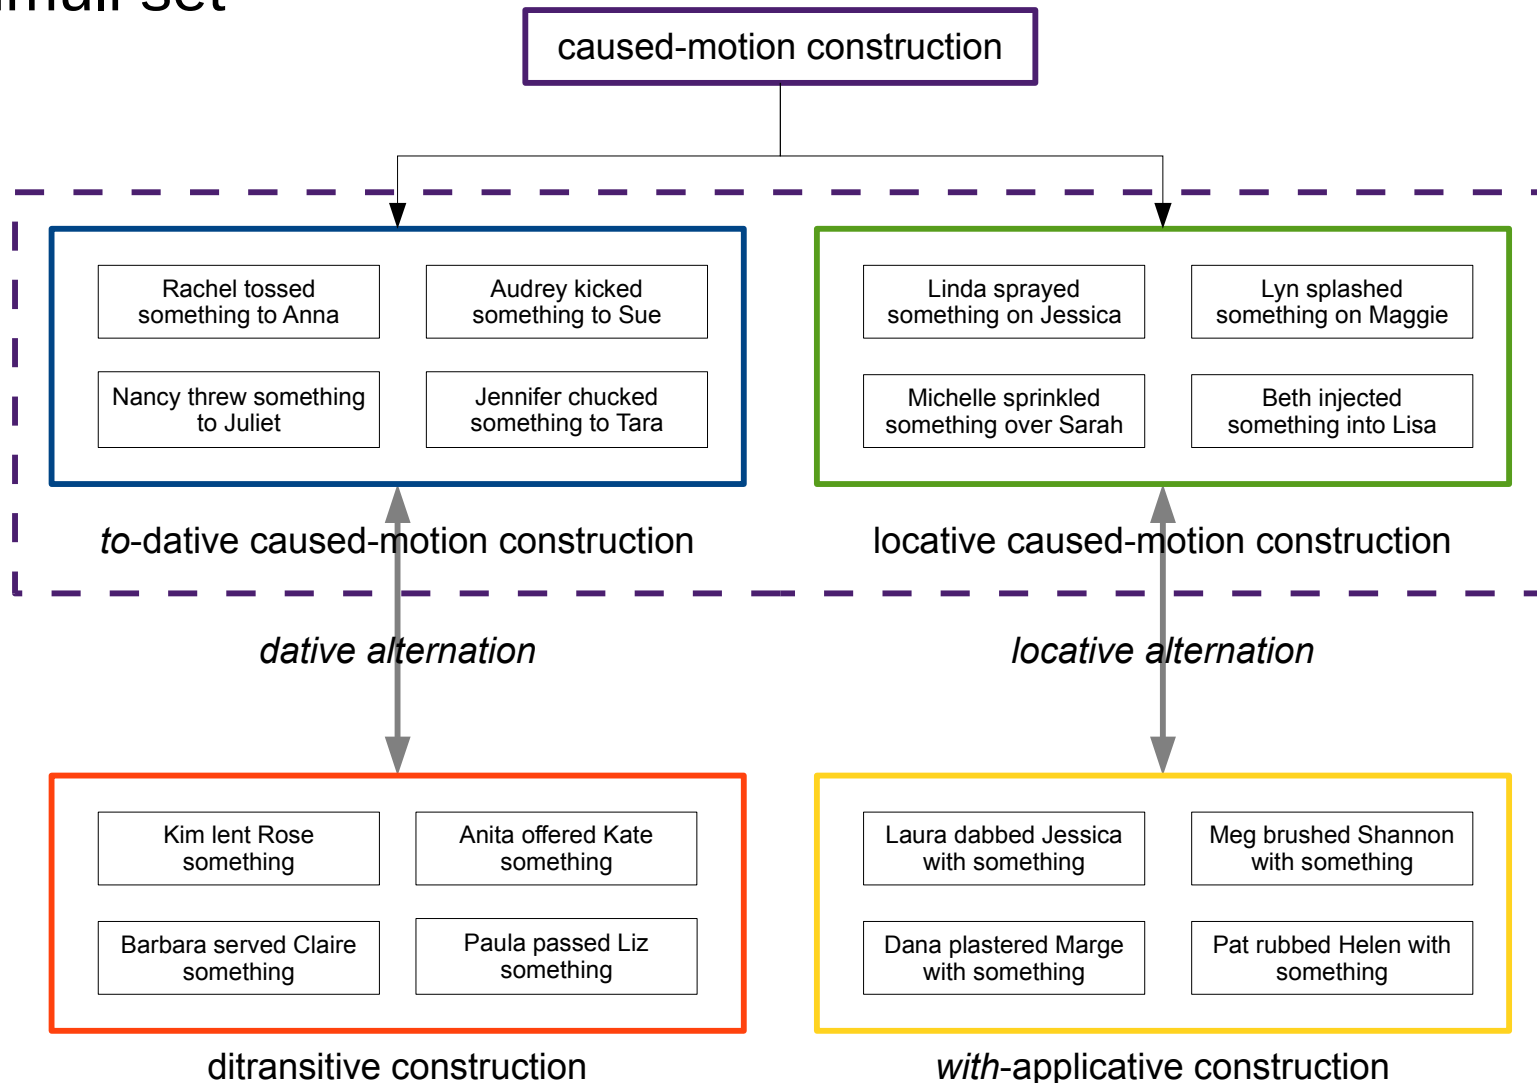 caused-motion construction
Rachel tossed
something to Anna
Audrey kicked
something to Sue
Nancy threw something
to Juliet
Jennifer chucked
something to Tara
Linda sprayed
something on Jessica
Lyn splashed
something on Maggie
Michelle sprinkled
something over Sarah
Beth injected
something into Lisa
to-dative caused-motion construction
locative caused-motion construction
dative alternation
locative alternation
Kim lent Rose
something
Anita offered Kate
something
Barbara served Claire
something
Paula passed Liz
something
Laura dabbed Jessica
with something
Meg brushed Shannon
with something
Dana plastered Marge
with something
Pat rubbed Helen with
something
ditransitive construction
with-applicative construction